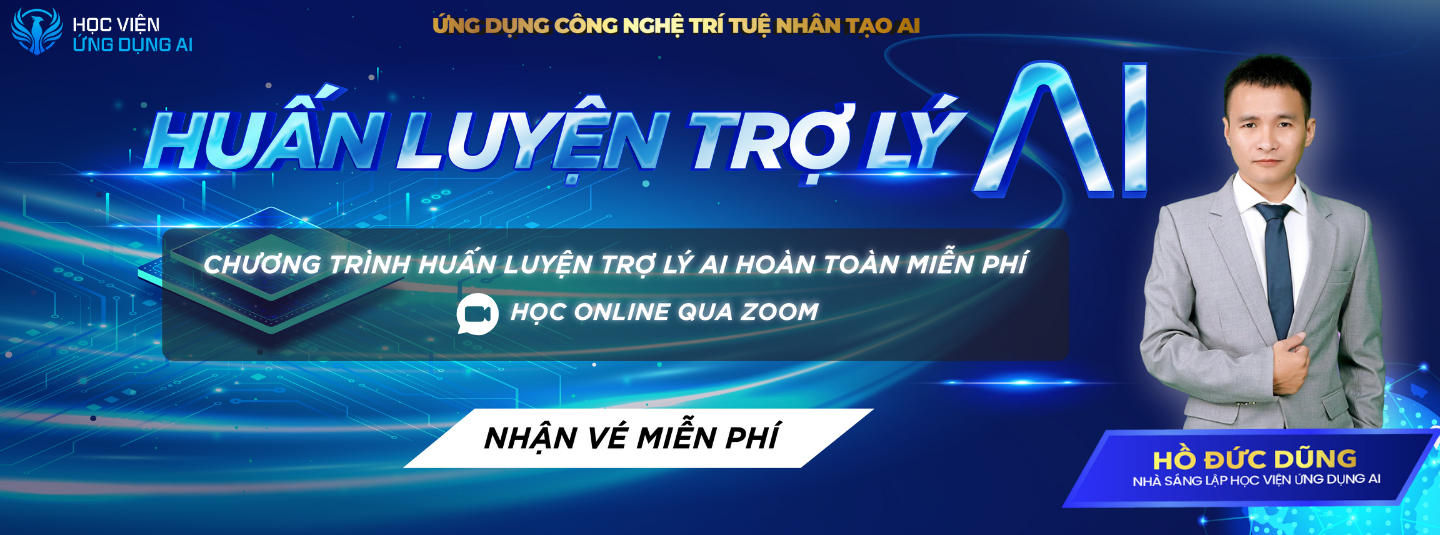 HỌC VIỆN
ỨNG DỤNG AI
ỨNG DỤNG CÔNG NGHỆ TRÍ TUỆ NHÂN TẠO AI
HUẤN LUYỆN TRỢ LÝ AI
CHƯƠNG TRÌNH HUẤN LUYỆN TRỢ LÝ AI HOÀN TOÀN MIỄN PHÍ
HỌC ONLINE QUA ZOOM
NHẬN VÉ MIỄN PHÍ
HỒ ĐỨC DŨNG
NHÀ SÁNG LẬP HỌC VIỆN ỨNG DỤNG AI